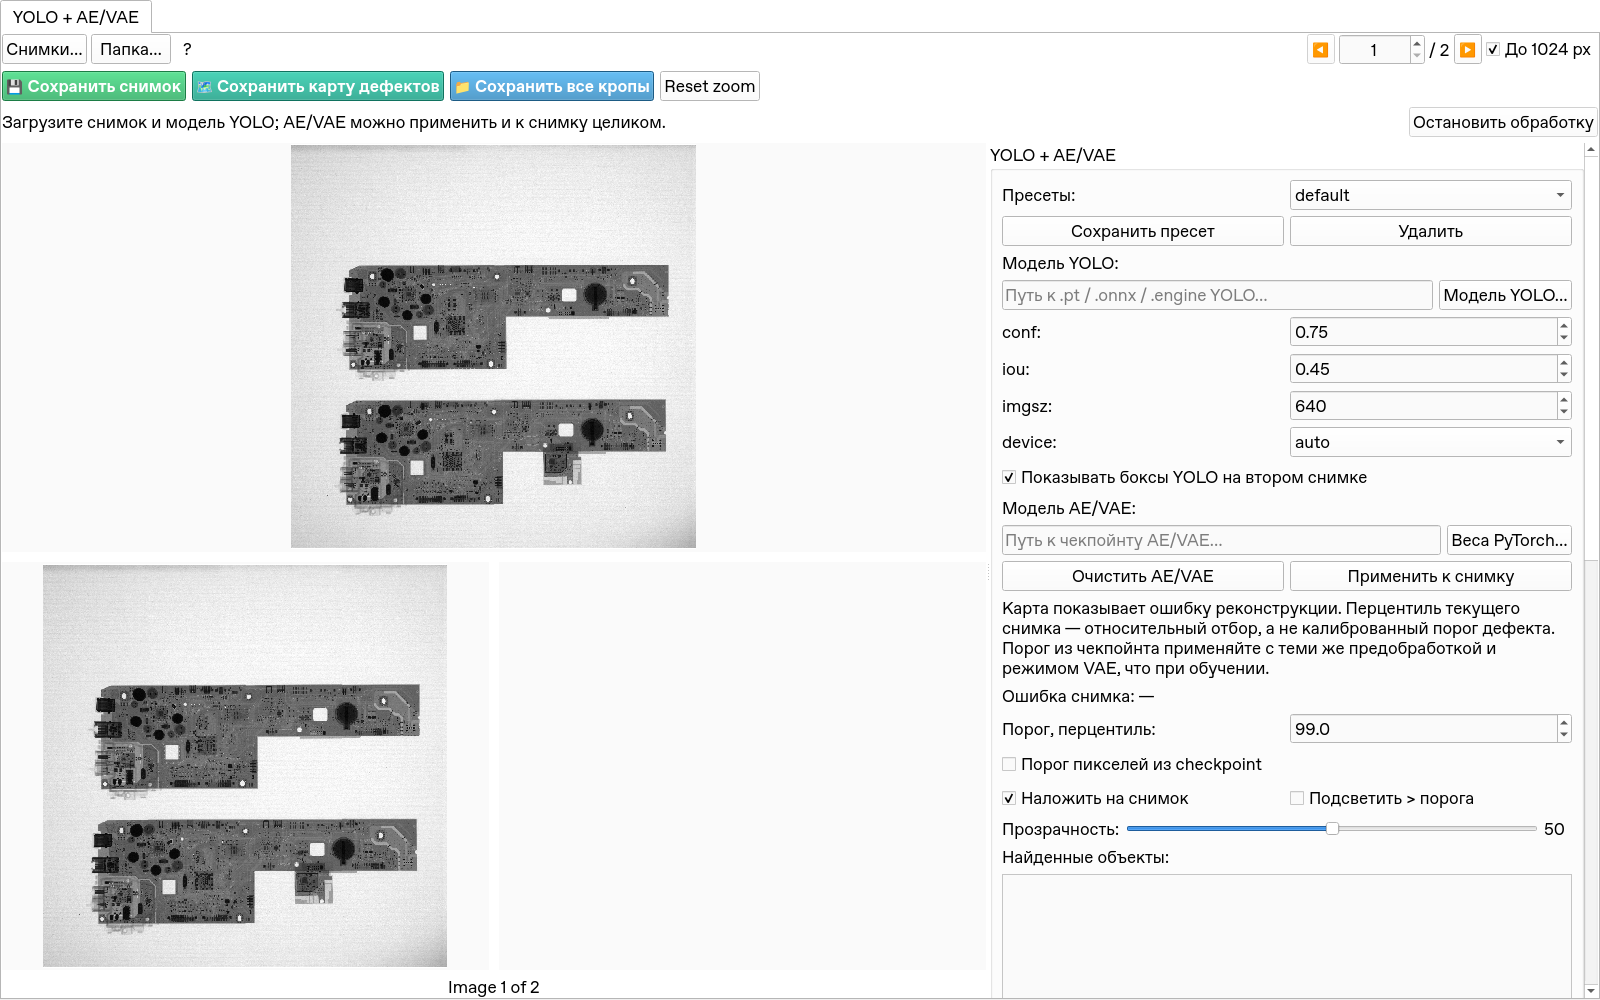 YOLO + AE/VAE
Снимки... Папка... ? 1 / 2 До 1024 px
Сохранить снимок Сохранить карту дефектов Сохранить все кропы Reset zoom
Загрузите снимок и модель YOLO; AE/VAE можно применить и к снимку целиком. Остановить обработку
YOLO + AE/VAE
Пресеты: default
Сохранить пресет Удалить
Модель YOLO:
Путь к .pt / .onnx / .engine YOLO... Модель YOLO...
conf: 0.75
iou: 0.45
imgsz: 640
device: auto
Показывать боксы YOLO на втором снимке
Модель AE/VAE:
Путь к чекпойнту AE/VAE... Веса PyTorch...
Очистить AE/VAE Применить к снимку
Карта показывает ошибку реконструкции. Перцентиль текущего
снимка — относительный отбор, а не калиброванный порог дефекта.
Порог из чекпойнта применяйте с теми же предобработкой и
режимом VAE, что при обучении.
Ошибка снимка: —
Порог, перцентиль: 99.0
Порог пикселей из checkpoint
Наложить на снимок Подсветить > порога
Прозрачность: 50
Найденные объекты:
Image 1 of 2